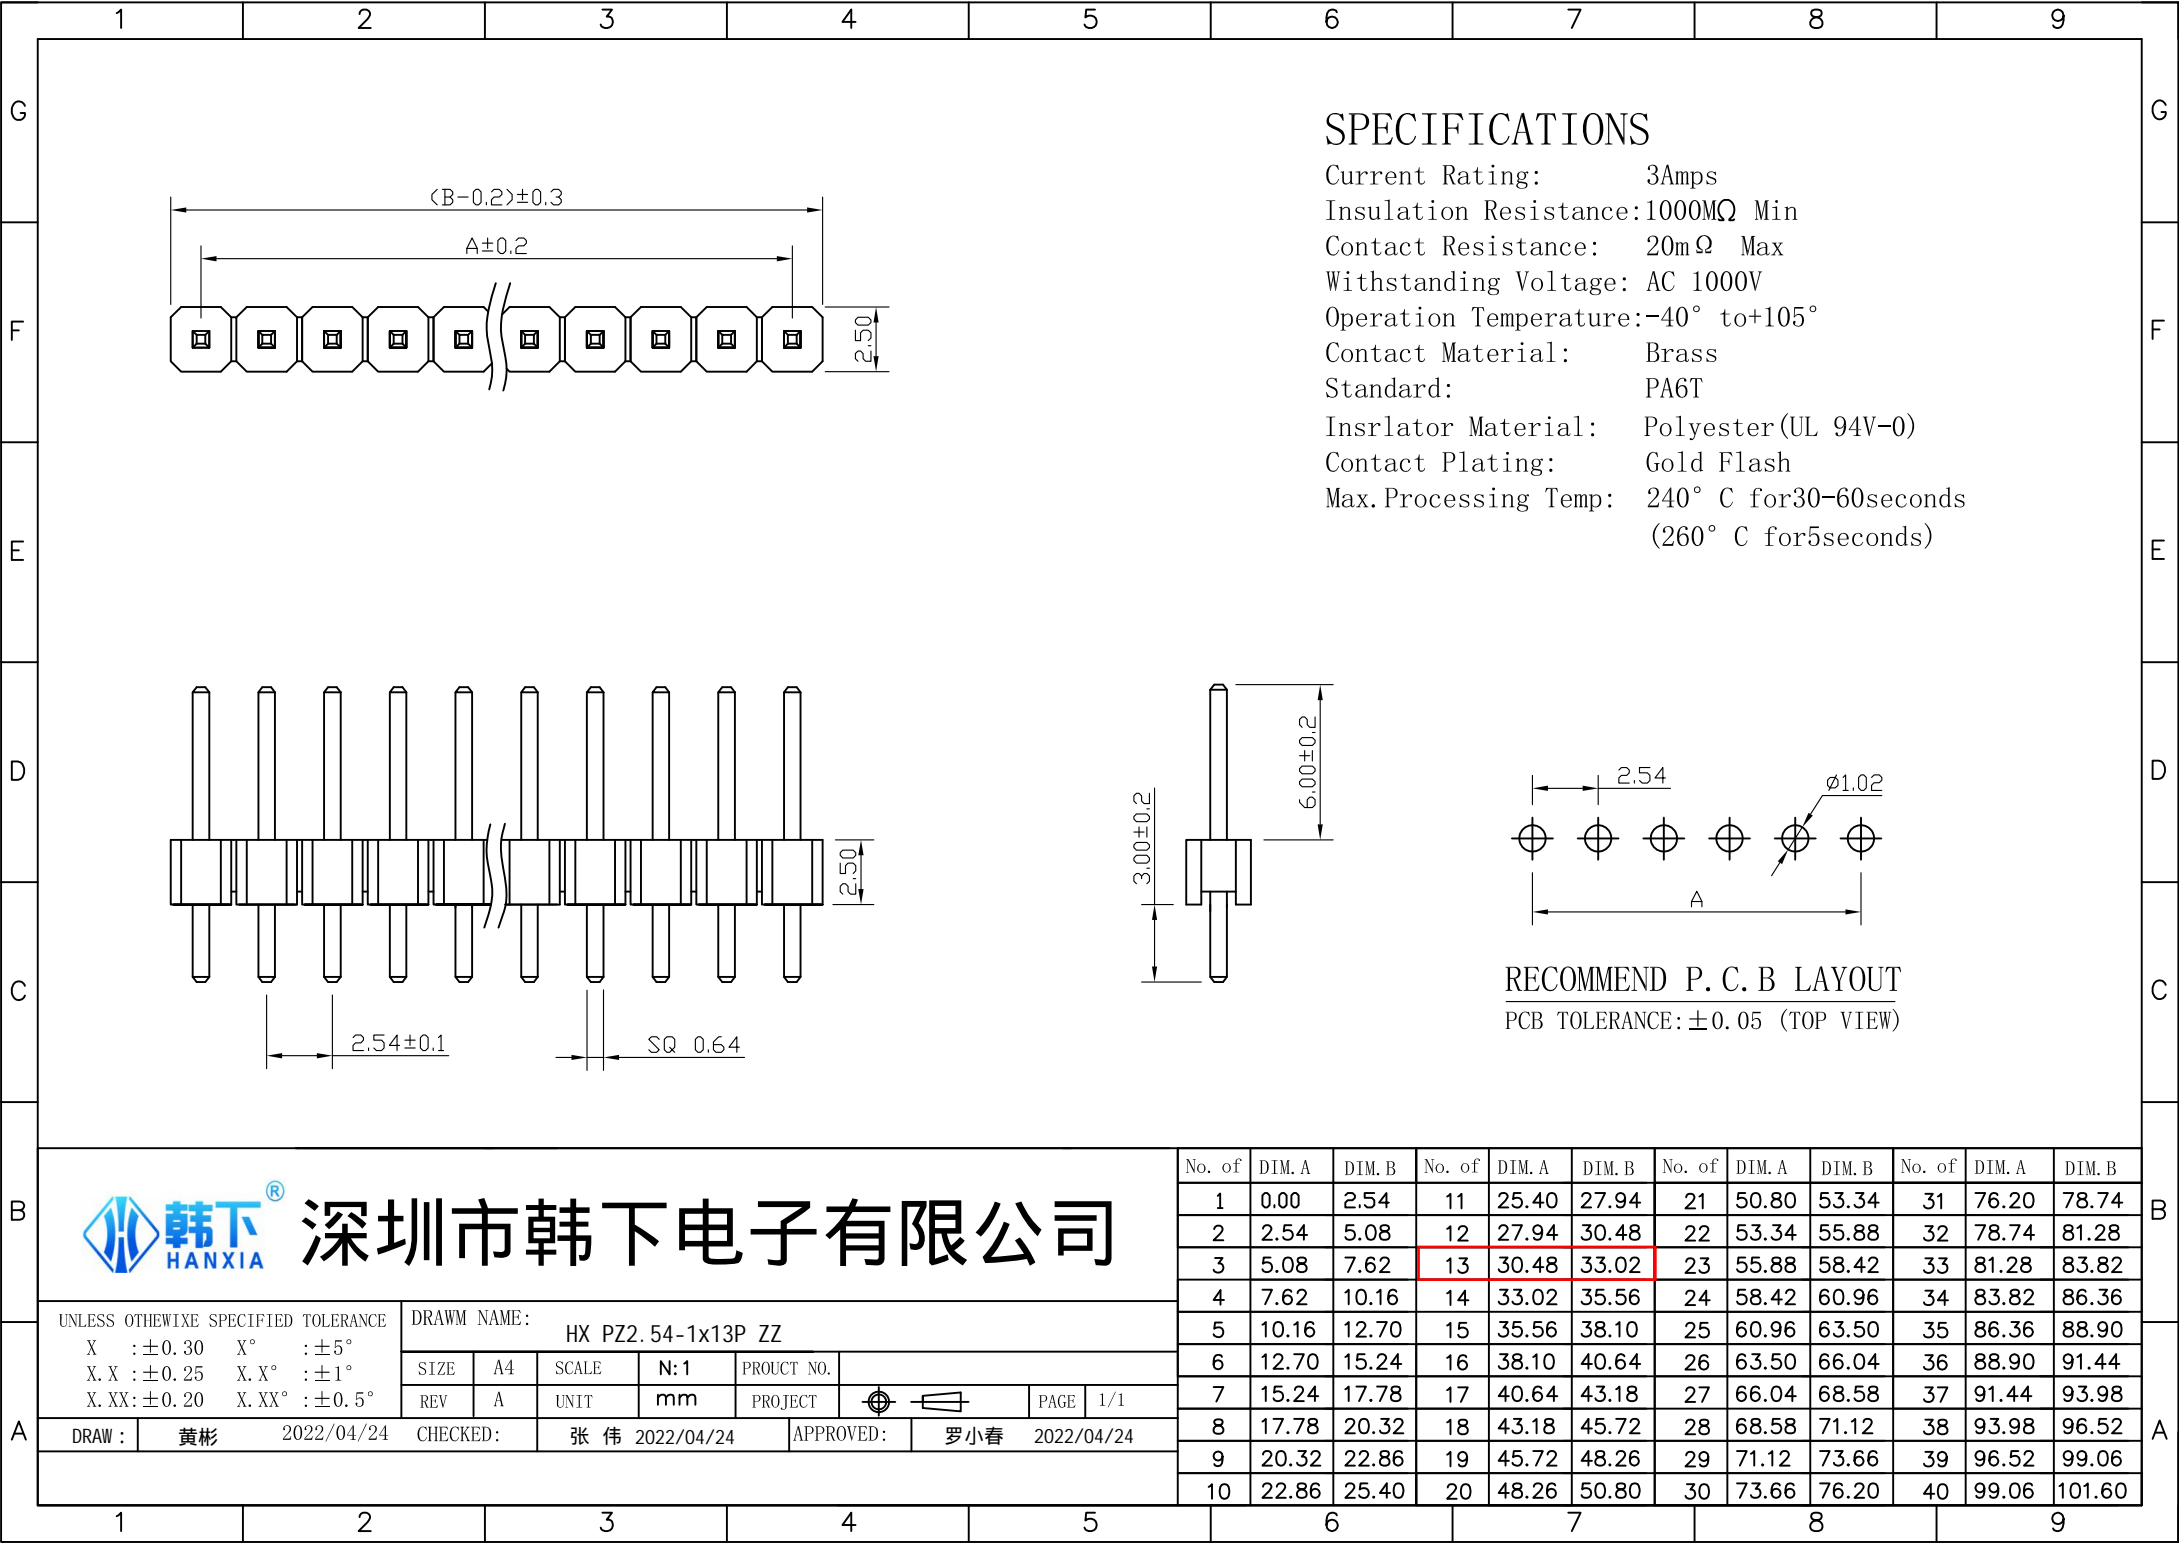 1 2 3 4 5 6 7 8 9
G G
F F
E E
D D
C C
B B
A A
(B-0.2)±0.3
A±0.2
2.50
SPECIFICATIONS
Current Rating: 3Amps
Insulation Resistance:1000MΩ Min
Contact Resistance: 20mΩ Max
Withstanding Voltage: AC 1000V
Operation Temperature:-40° to+105°
Contact Material: Brass
Standard: PA6T
Insrlator Material: Polyester(UL 94V-0)
Contact Plating: Gold Flash
Max.Processing Temp: 240° C for30-60seconds
(260° C for5seconds)
2.50
2.54±0.1
SQ 0.64
6.00±0.2
3.00±0.2
2.54
ø1.02
A
RECOMMEND P.C.B LAYOUT
PCB TOLERANCE:±0.05 (TOP VIEW)
韩下®
HANXIA
深圳市韩下电子有限公司
UNLESS OTHEWIXE SPECIFIED TOLERANCE
X :±0.30 X° :±5°
X.X :±0.25 X.X° :±1°
X.XX:±0.20 X.XX° :±0.5°
DRAWM NAME:
HX PZ2.54-1x13P ZZ
SIZE A4 SCALE N:1 PROUCT NO.
REV A UNIT mm PROJECT PAGE 1/1
DRAW: 黄彬 2022/04/24 CHECKED: 张 伟 2022/04/24 APPROVED: 罗小春 2022/04/24
No. of DIM.A DIM.B No. of DIM.A DIM.B No. of DIM.A DIM.B No. of DIM.A DIM.B
1 0.00 2.54 11 25.40 27.94 21 50.80 53.34 31 76.20 78.74
2 2.54 5.08 12 27.94 30.48 22 53.34 55.88 32 78.74 81.28
3 5.08 7.62 13 30.48 33.02 23 55.88 58.42 33 81.28 83.82
4 7.62 10.16 14 33.02 35.56 24 58.42 60.96 34 83.82 86.36
5 10.16 12.70 15 35.56 38.10 25 60.96 63.50 35 86.36 88.90
6 12.70 15.24 16 38.10 40.64 26 63.50 66.04 36 88.90 91.44
7 15.24 17.78 17 40.64 43.18 27 66.04 68.58 37 91.44 93.98
8 17.78 20.32 18 43.18 45.72 28 68.58 71.12 38 93.98 96.52
9 20.32 22.86 19 45.72 48.26 29 71.12 73.66 39 96.52 99.06
10 22.86 25.40 20 48.26 50.80 30 73.66 76.20 40 99.06 101.60
1 2 3 4 5 6 7 8 9